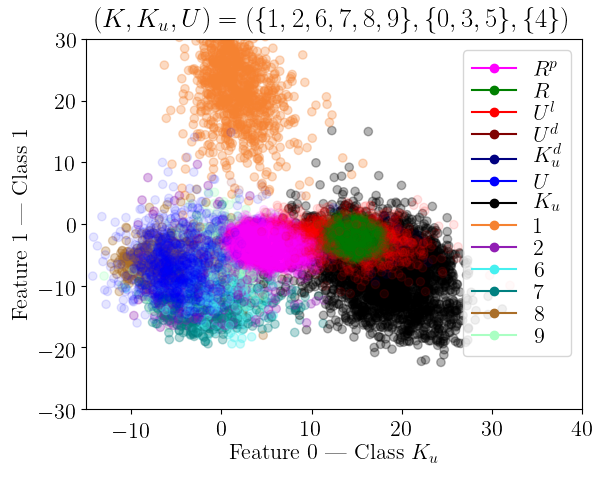 (K, K_u, U) = ({1, 2, 6, 7, 8, 9}, {0, 3, 5}, {4})
30
20
10
0
−10
−20
−30
Feature 1 — Class 1
−10 0 10 20 30 40
Feature 0 — Class K_u
R^p
R
U^l
U^d
K_u^d
U
K_u
1
2
6
7
8
9